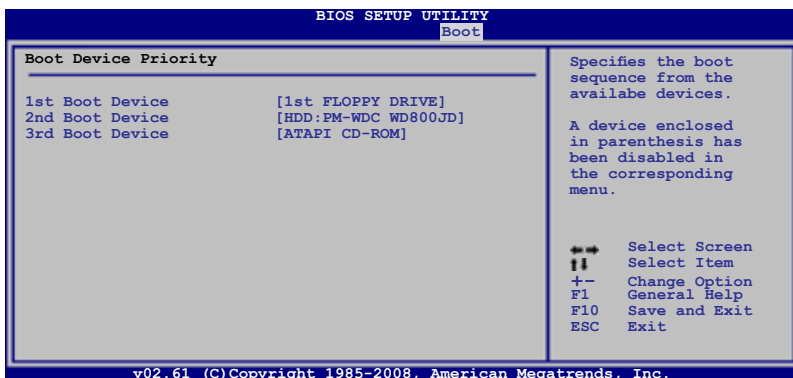 BIOS SETUP UTILITY
Boot
Boot Device Priority
1st Boot Device [1st FLOPPY DRIVE]
2nd Boot Device [HDD:PM-WDC WD800JD]
3rd Boot Device [ATAPI CD-ROM]
Specifies the boot
sequence from the
availabe devices.
A device enclosed
in parenthesis has
been disabled in
the corresponding
menu.
←→ Select Screen
↑↓ Select Item
+- Change Option
F1 General Help
F10 Save and Exit
ESC Exit
v02.61 (C)Copyright 1985-2008, American Megatrends, Inc.